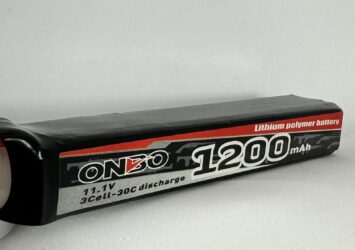 Lithium polymer battery
ONBO 1200mAh
11.1V
3Cell-30C discharge